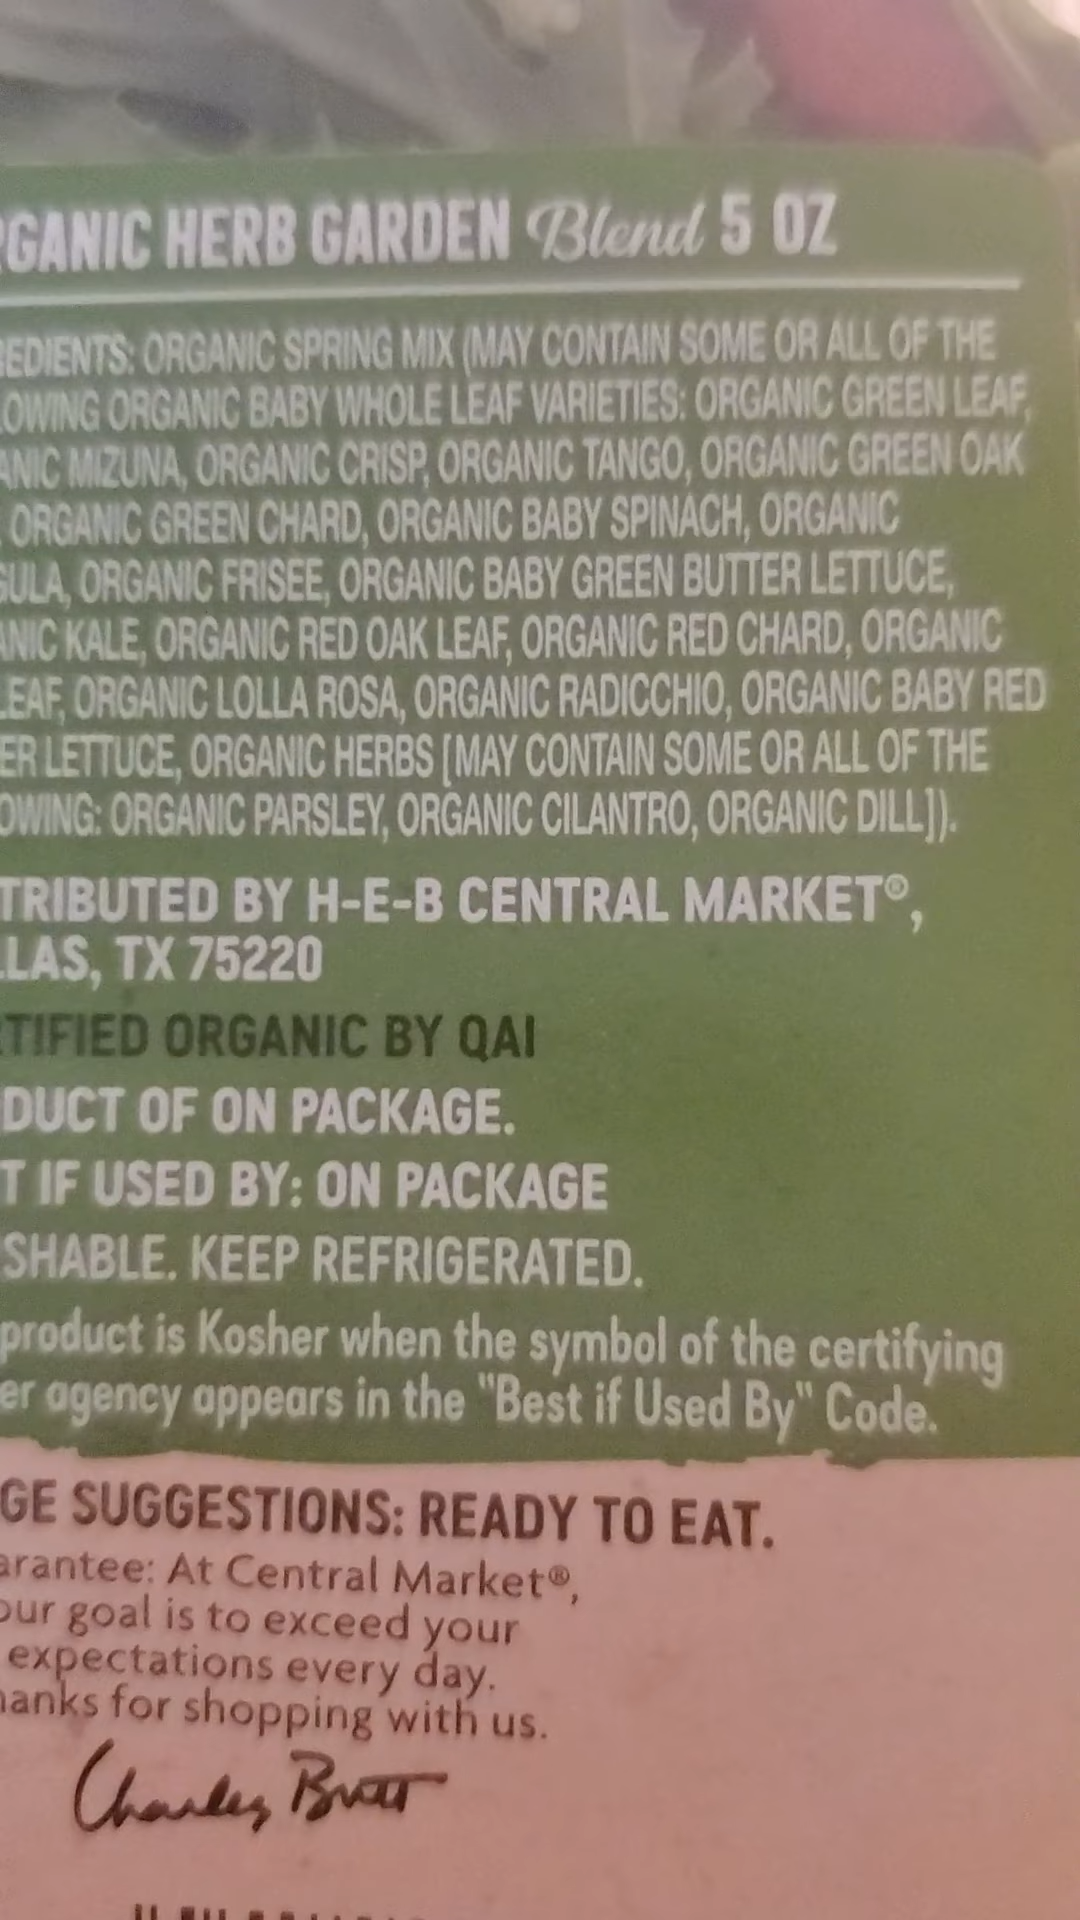 RGANIC HERB GARDEN Blend 5 OZ
EDIENTS: ORGANIC SPRING MIX (MAY CONTAIN SOME OR ALL OF THE
OWING ORGANIC BABY WHOLE LEAF VARIETIES: ORGANIC GREEN LEAF,
ANIC MIZUNA, ORGANIC CRISP, ORGANIC TANGO, ORGANIC GREEN OAK
ORGANIC GREEN CHARD, ORGANIC BABY SPINACH, ORGANIC
GULA, ORGANIC FRISEE, ORGANIC BABY GREEN BUTTER LETTUCE,
ANIC KALE, ORGANIC RED OAK LEAF, ORGANIC RED CHARD, ORGANIC
LEAF, ORGANIC LOLLA ROSA, ORGANIC RADICCHIO, ORGANIC BABY RED
ER LETTUCE, ORGANIC HERBS [MAY CONTAIN SOME OR ALL OF THE
OWING: ORGANIC PARSLEY, ORGANIC CILANTRO, ORGANIC DILL]).
TRIBUTED BY H-E-B CENTRAL MARKET®,
LLAS, TX 75220
TIFIED ORGANIC BY QAI
DUCT OF ON PACKAGE.
T IF USED BY: ON PACKAGE
SHABLE. KEEP REFRIGERATED.
product is Kosher when the symbol of the certifying
er agency appears in the "Best if Used By" Code.
GE SUGGESTIONS: READY TO EAT.
arantee: At Central Market®,
our goal is to exceed your
expectations every day.
hanks for shopping with us.
Charles Butt